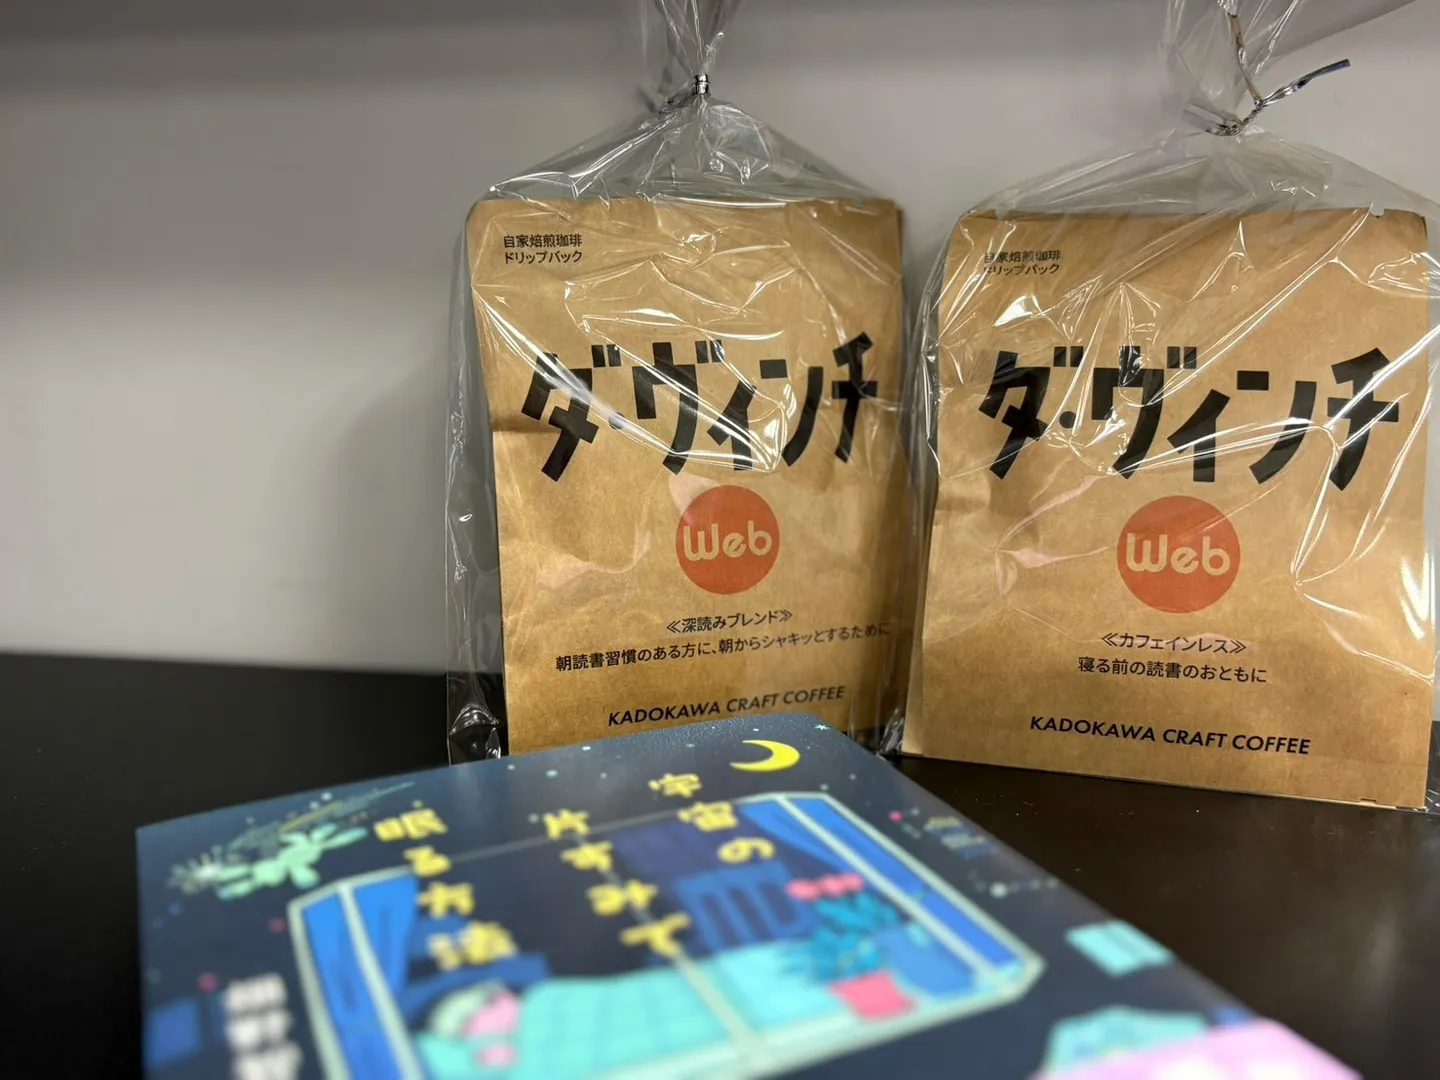 自家焙煎珈琲
ドリップバック
ダ・ヴィンチ
Web
≪深読みブレンド≫
朝読書習慣のある方に、朝からシャキッとするために
KADOKAWA CRAFT COFFEE
自家焙煎珈琲
ドリップバック
ダ・ヴィンチ
Web
≪カフェインレス≫
寝る前の読書のおともに
KADOKAWA CRAFT COFFEE
宇宙の
片すみで
眠る方法